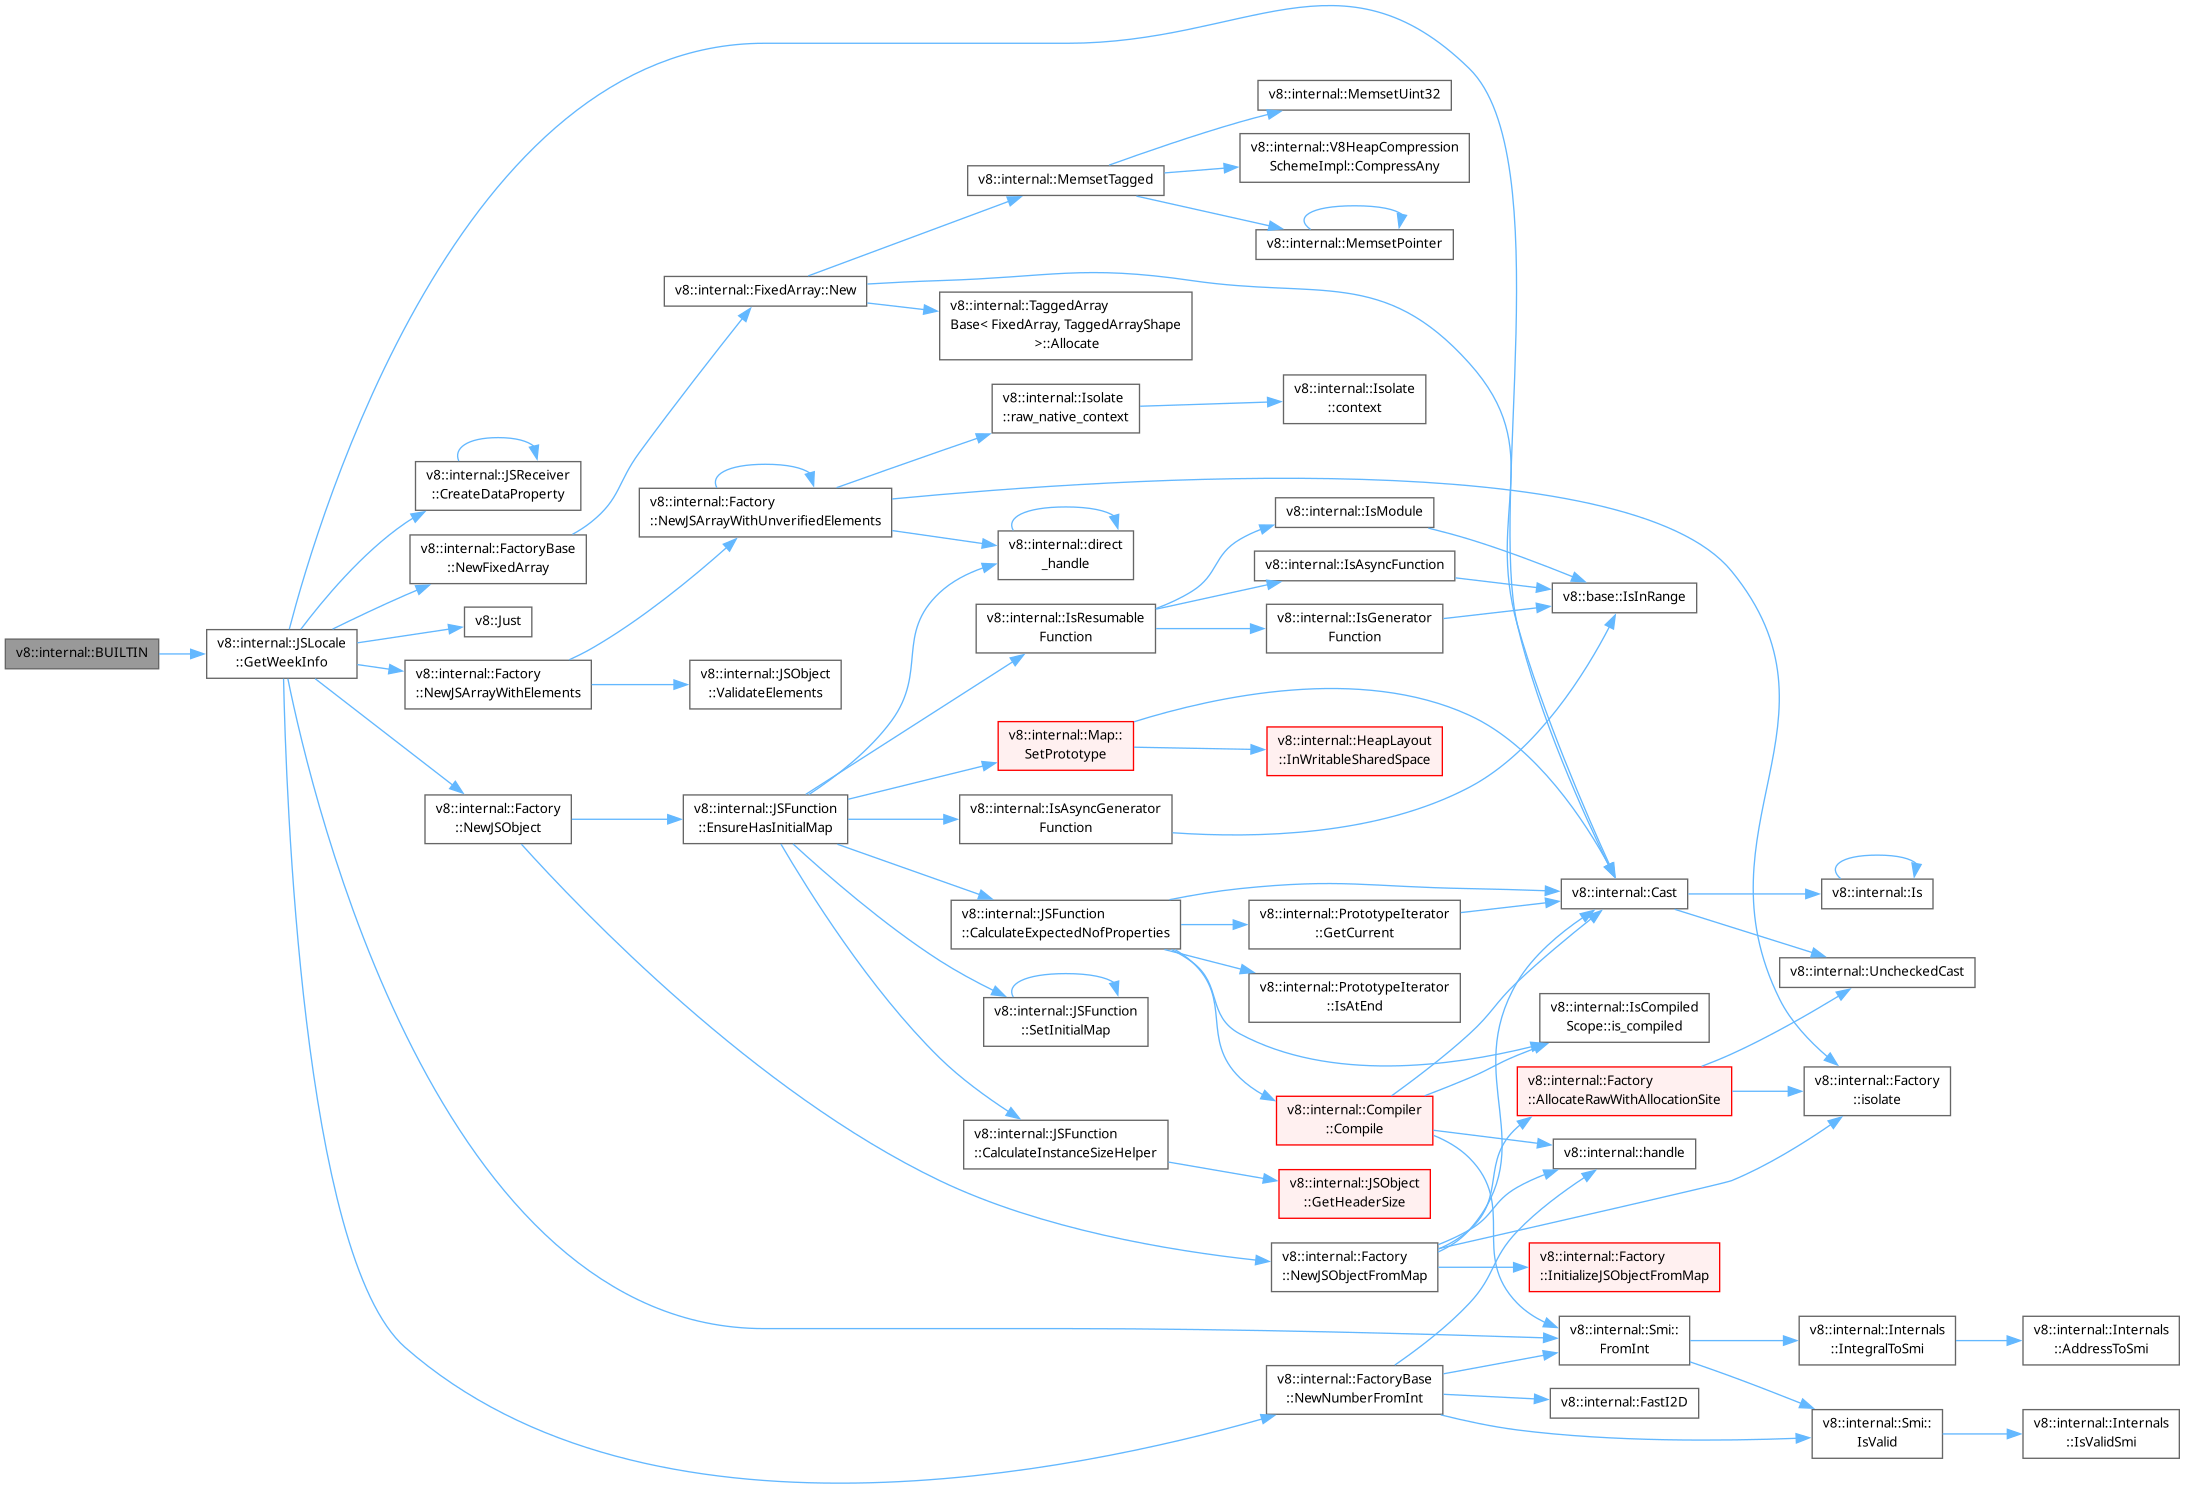 v8::internal::BUILTIN
v8::internal::JSLocale
::GetWeekInfo
v8::internal::JSReceiver
::CreateDataProperty
v8::internal::FactoryBase
::NewFixedArray
v8::Just
v8::internal::Factory
::NewJSArrayWithElements
v8::internal::Factory
::NewJSObject
v8::internal::FixedArray::New
v8::internal::Factory
::NewJSArrayWithUnverifiedElements
v8::internal::JSObject
::ValidateElements
v8::internal::JSFunction
::EnsureHasInitialMap
v8::internal::MemsetTagged
v8::internal::TaggedArray
Base< FixedArray, TaggedArrayShape
>::Allocate
v8::internal::Isolate
::raw_native_context
v8::internal::direct
_handle
v8::internal::IsResumable
Function
v8::internal::Map::
SetPrototype
v8::internal::IsAsyncGenerator
Function
v8::internal::JSFunction
::CalculateExpectedNofProperties
v8::internal::JSFunction
::SetInitialMap
v8::internal::JSFunction
::CalculateInstanceSizeHelper
v8::internal::MemsetUint32
v8::internal::V8HeapCompression
SchemeImpl::CompressAny
v8::internal::MemsetPointer
v8::internal::Isolate
::context
v8::internal::IsModule
v8::internal::IsAsyncFunction
v8::internal::IsGenerator
Function
v8::internal::HeapLayout
::InWritableSharedSpace
v8::internal::PrototypeIterator
::GetCurrent
v8::internal::PrototypeIterator
::IsAtEnd
v8::internal::Compiler
::Compile
v8::internal::JSObject
::GetHeaderSize
v8::internal::Factory
::NewJSObjectFromMap
v8::internal::FactoryBase
::NewNumberFromInt
v8::base::IsInRange
v8::internal::Cast
v8::internal::IsCompiled
Scope::is_compiled
v8::internal::Factory
::AllocateRawWithAllocationSite
v8::internal::handle
v8::internal::Factory
::InitializeJSObjectFromMap
v8::internal::Smi::
FromInt
v8::internal::FastI2D
v8::internal::Is
v8::internal::UncheckedCast
v8::internal::Factory
::isolate
v8::internal::Internals
::IntegralToSmi
v8::internal::Smi::
IsValid
v8::internal::Internals
::AddressToSmi
v8::internal::Internals
::IsValidSmi